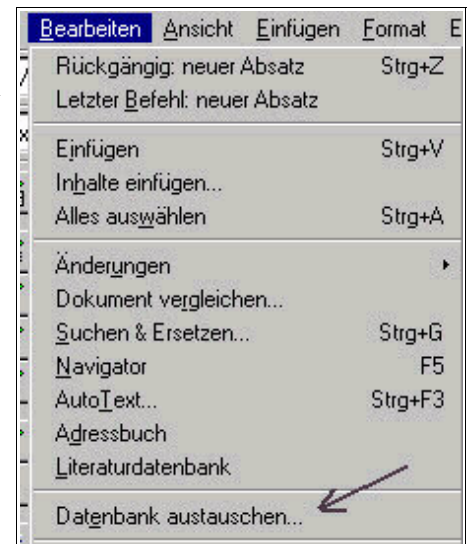 Bearbeiten Ansicht Einfügen Format E
Rückgängig: neuer Absatz Strg+Z
Letzter Befehl: neuer Absatz
Einfügen Strg+V
Inhalte einfügen...
Alles auswählen Strg+A
Änderungen
Dokument vergleichen...
Suchen & Ersetzen... Strg+G
Navigator F5
AutoText... Strg+F3
Adressbuch
Literaturdatenbank
Datenbank austauschen...